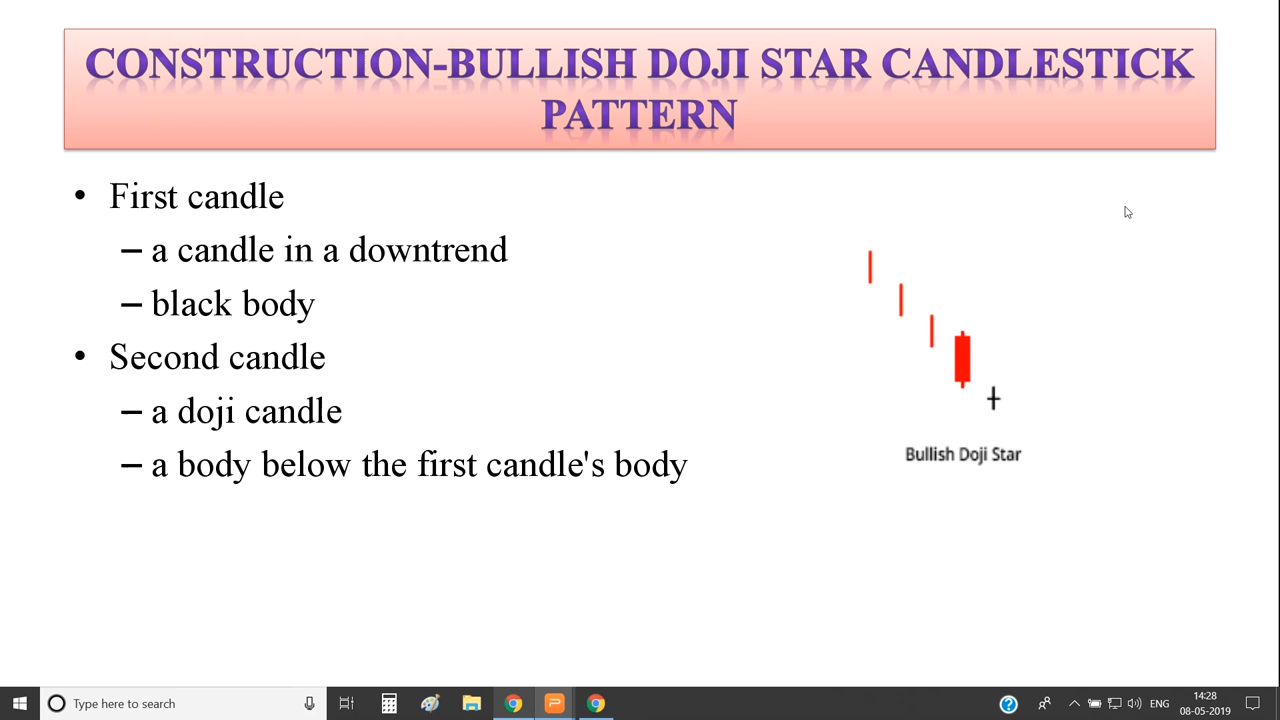 CONSTRUCTION-BULLISH DOJI STAR CANDLESTICK
PATTERN
• First candle
– a candle in a downtrend
– black body
• Second candle
– a doji candle
– a body below the first candle's body
Bullish Doji Star
Type here to search
ENG
14:28
08-05-2019